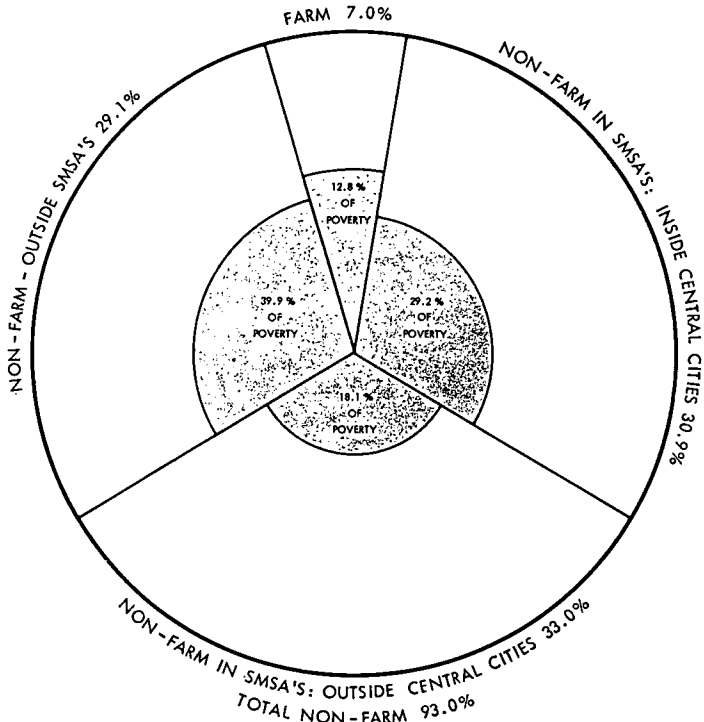 FARM 7.0%
NON-FARM IN SMSA'S: INSIDE CENTRAL CITIES 30.9%
NON-FARM - OUTSIDE SMSA'S 29.1%
12.8%
OF
POVERTY
39.9%
OF
POVERTY
29.2%
OF
POVERTY
18.1%
OF
POVERTY
NON-FARM IN SMSA'S: OUTSIDE CENTRAL CITIES 33.0%
TOTAL NON-FARM 93.0%